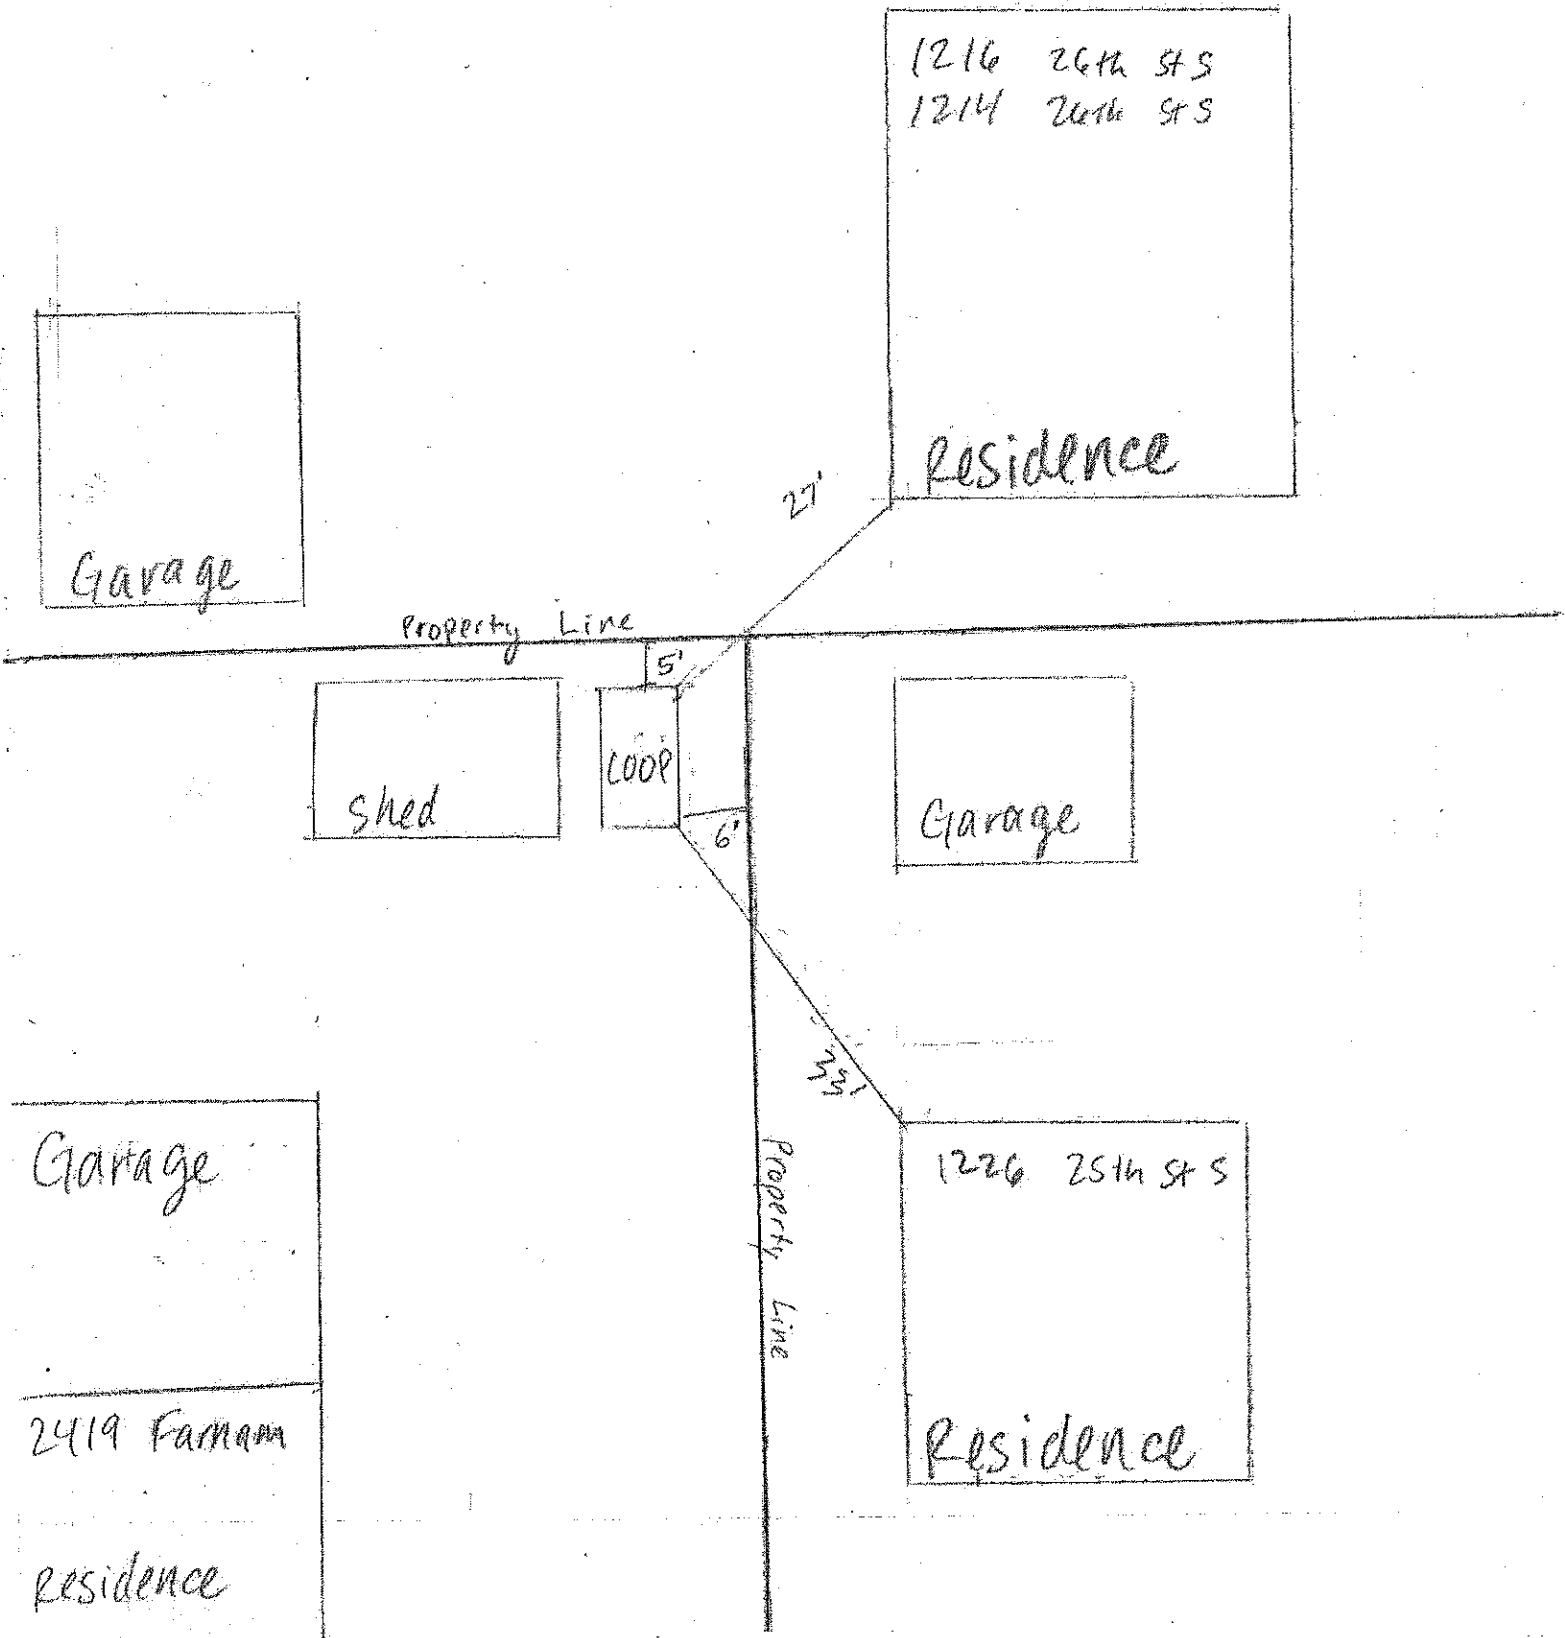 1216 26th St S
1214 26th St S
Residence
27'
Garage
Property Line
5'
Shed
COOP
6'
Garage
33'
Garage
Property Line
1226 25th St S
Residence
2419 Farnam
Residence